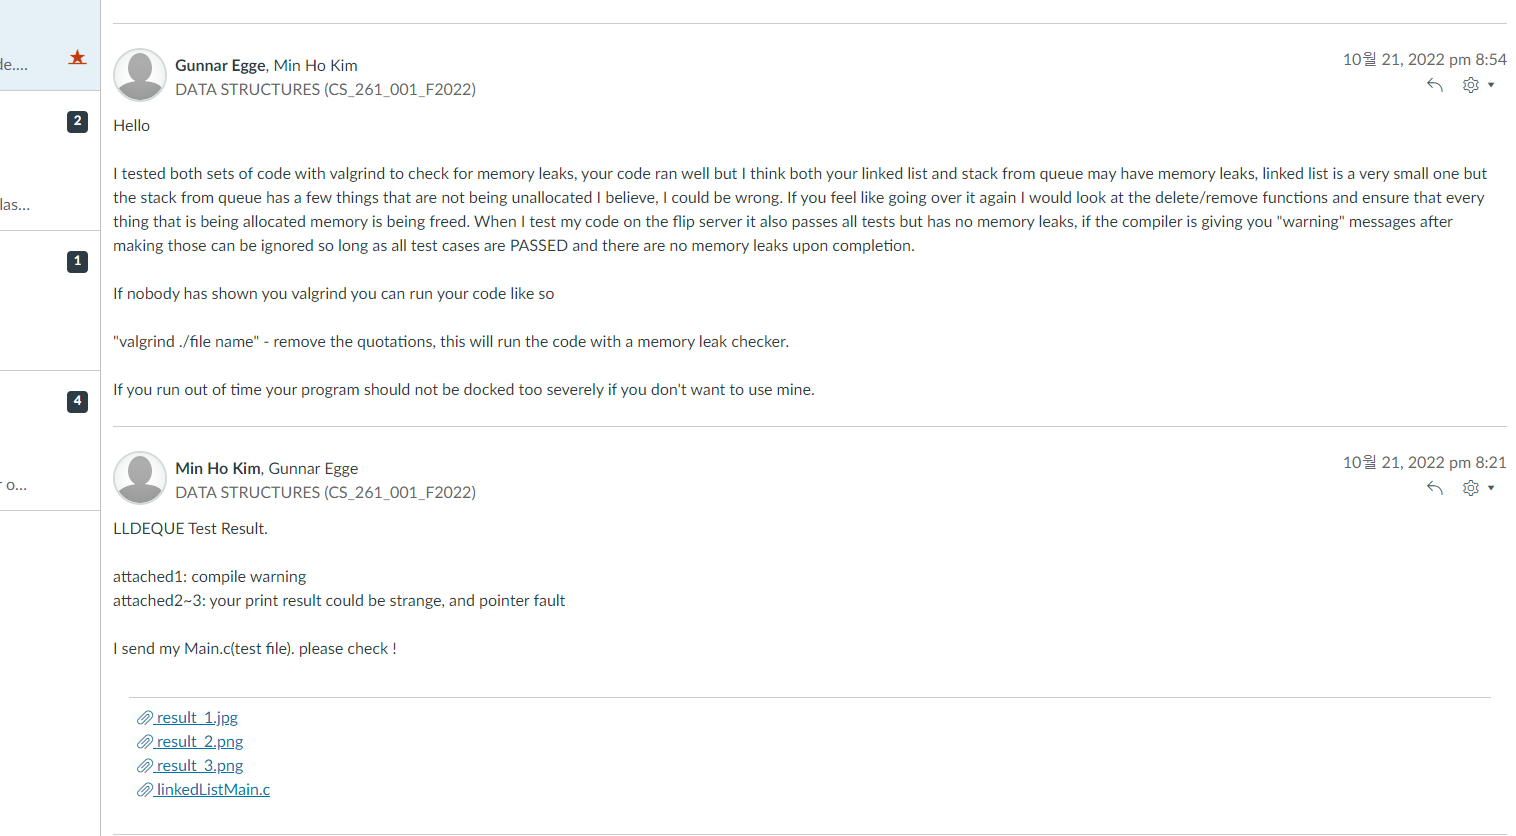 de....
2
1
las...
4
r o...
Gunnar Egge, Min Ho Kim
10월 21, 2022 pm 8:54
DATA STRUCTURES (CS_261_001_F2022)
Hello
I tested both sets of code with valgrind to check for memory leaks, your code ran well but I think both your linked list and stack from queue may have memory leaks, linked list is a very small one but
the stack from queue has a few things that are not being unallocated I believe, I could be wrong. If you feel like going over it again I would look at the delete/remove functions and ensure that every
thing that is being allocated memory is being freed. When I test my code on the flip server it also passes all tests but has no memory leaks, if the compiler is giving you "warning" messages after
making those can be ignored so long as all test cases are PASSED and there are no memory leaks upon completion.
If nobody has shown you valgrind you can run your code like so
"valgrind ./file name" - remove the quotations, this will run the code with a memory leak checker.
If you run out of time your program should not be docked too severely if you don't want to use mine.
Min Ho Kim, Gunnar Egge
10월 21, 2022 pm 8:21
DATA STRUCTURES (CS_261_001_F2022)
LLDEQUE Test Result.
attached1: compile warning
attached2~3: your print result could be strange, and pointer fault
I send my Main.c(test file). please check !
result_1.jpg
result_2.png
result_3.png
linkedListMain.c